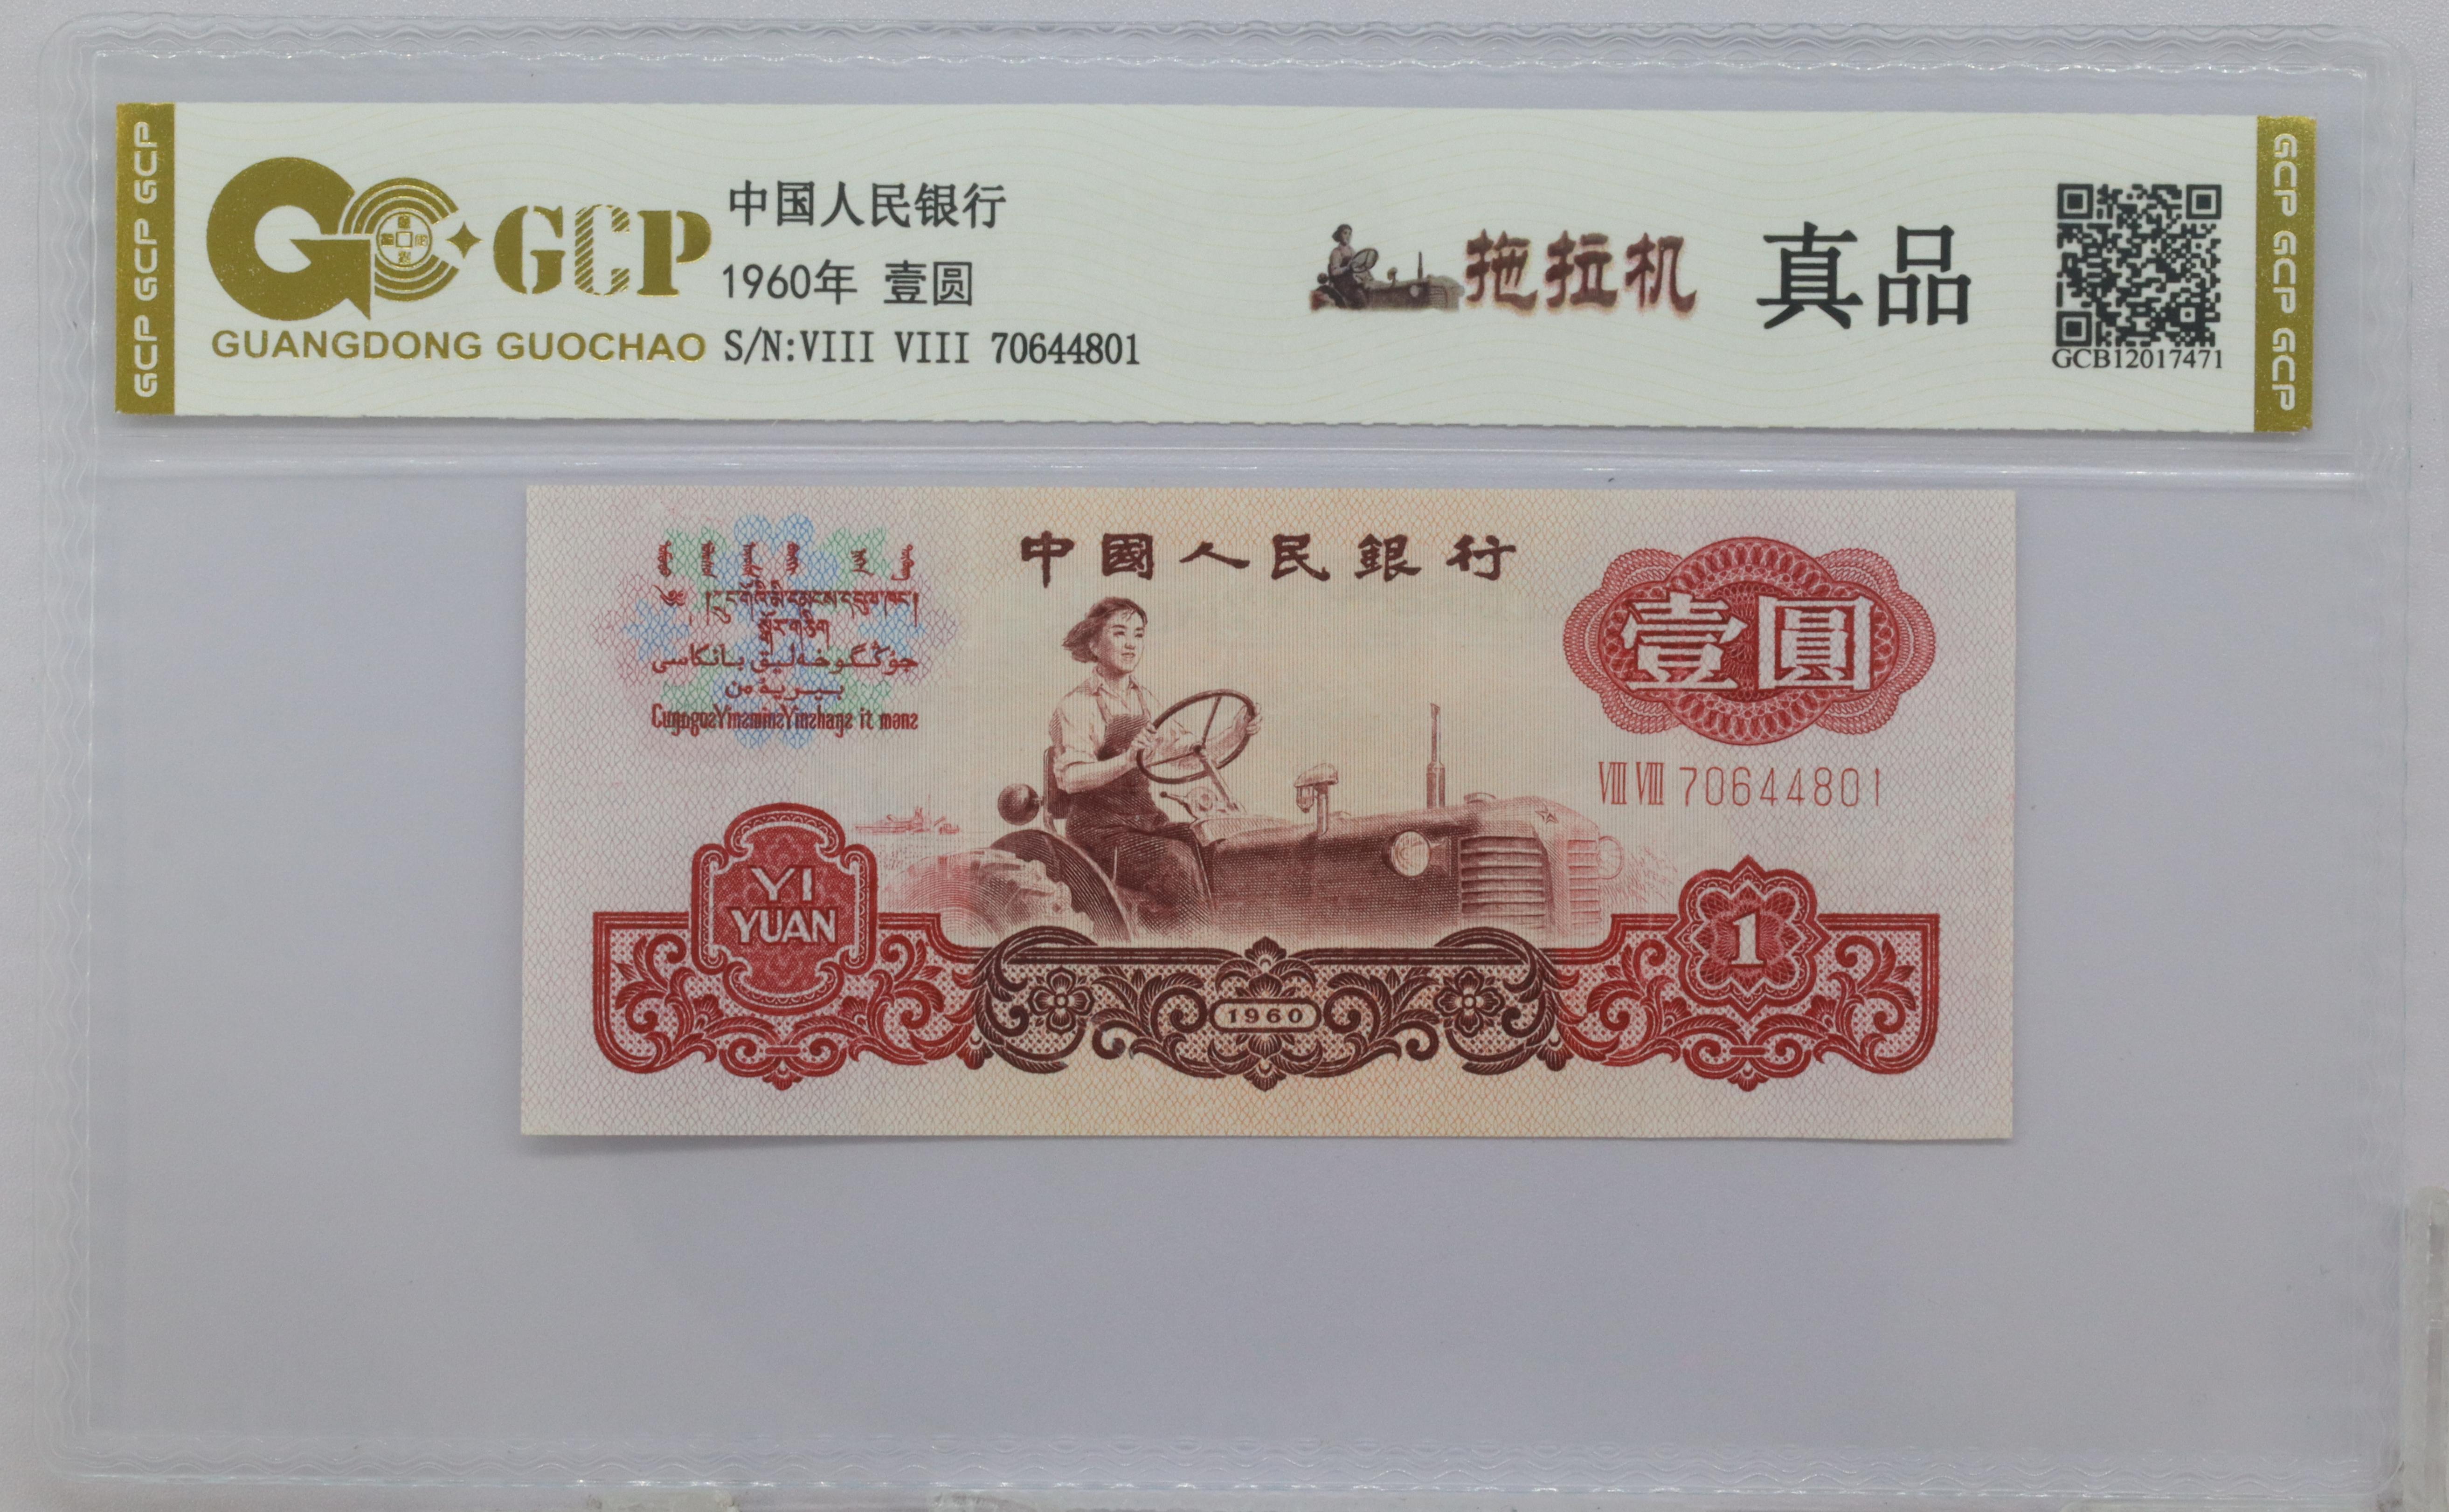 GCP GCP GCP
GCP
GUANGDONG GUOCHAO
中国人民银行
1960年 壹圆
S/N:VIII VIII 70644801
拖拉机
真品
GCB12017471
GCP GCP GCP
中國人民銀行
壹圓
VIII VIII 70644801
YI
YUAN
1960
1